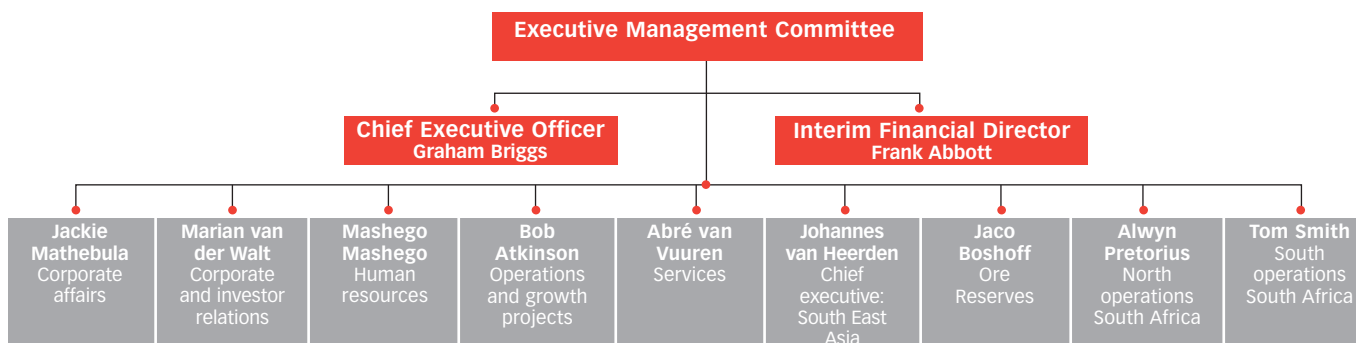 Executive Management Committee
Chief Executive Officer
Graham Briggs
Interim Financial Director
Frank Abbott
Jackie
Mathebula
Corporate
affairs
Marian van
der Walt
Corporate
and investor
relations
Mashego
Mashego
Human
resources
Bob
Atkinson
Operations
and growth
projects
Abré van
Vuuren
Services
Johannes
van Heerden
Chief
executive:
South East
Asia
Jaco
Boshoff
Ore
Reserves
Alwyn
Pretorius
North
operations
South Africa
Tom Smith
South
operations
South Africa